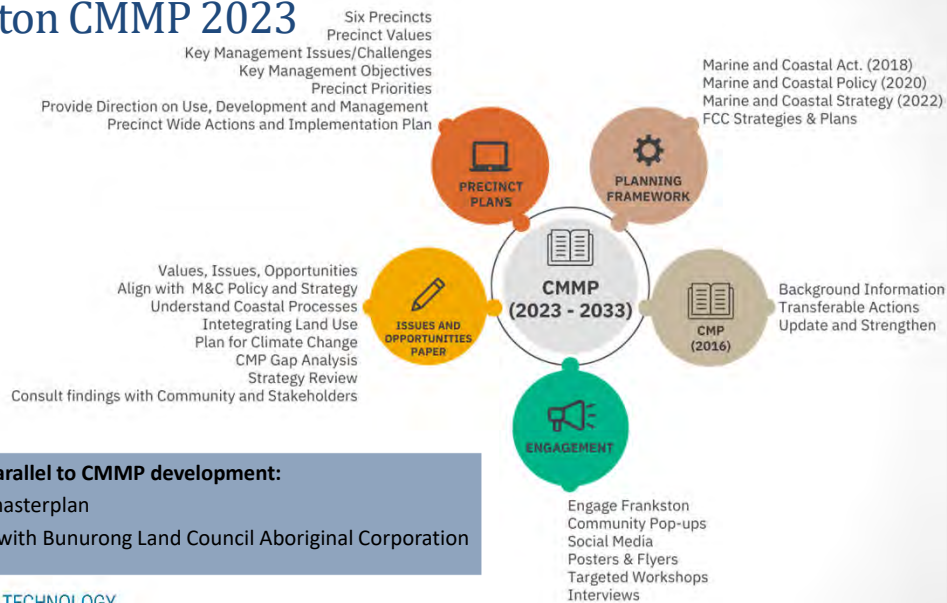 ton CMMP 2023
Six Precincts
Precinct Values
Key Management Issues/Challenges
Key Management Objectives
Precinct Priorities
Provide Direction on Use, Development and Management
Precinct Wide Actions and Implementation Plan
PRECINCT
PLANS
Marine and Coastal Act. (2018)
Marine and Coastal Policy (2020)
Marine and Coastal Strategy (2022)
FCC Strategies & Plans
PLANNING
FRAMEWORK
Values, Issues, Opportunities
Align with M&C Policy and Strategy
Understand Coastal Processes
Intetegrating Land Use
Plan for Climate Change
CMP Gap Analysis
Strategy Review
Consult findings with Community and Stakeholders
ISSUES AND
OPPORTUNITIES
PAPER
CMMP
(2023 - 2033)
CMP
(2016)
Background Information
Transferable Actions
Update and Strengthen
ENGAGEMENT
Engage Frankston
Community Pop-ups
Social Media
Posters & Flyers
Targeted Workshops
Interviews
arallel to CMMP development:
masterplan
with Bunurong Land Council Aboriginal Corporation
TECHNOLOGY